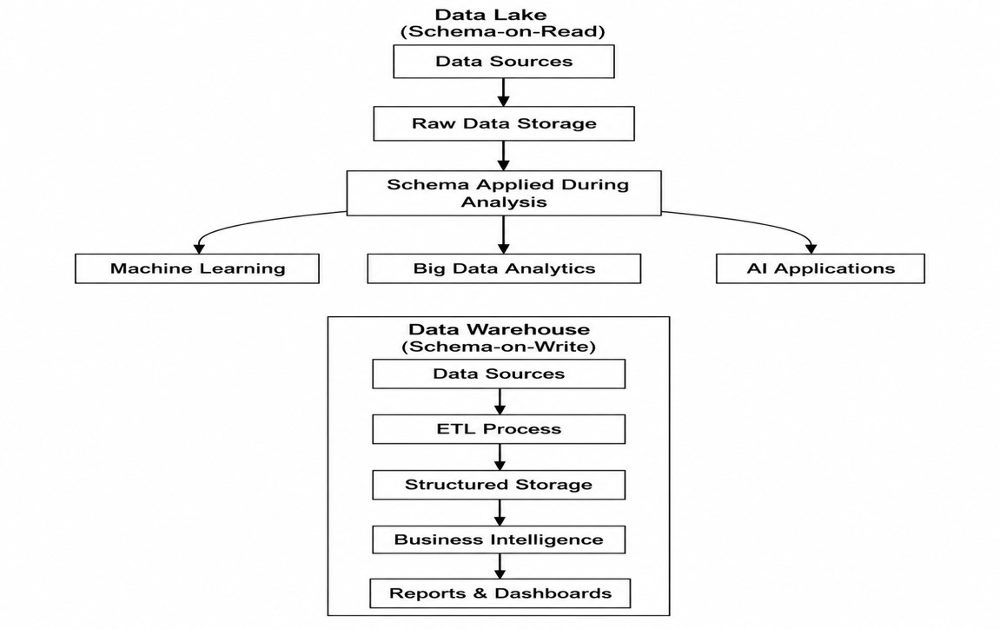 Data Lake
(Schema-on-Read)
Data Sources
Raw Data Storage
Schema Applied During
Analysis
Machine Learning
Big Data Analytics
AI Applications
Data Warehouse
(Schema-on-Write)
Data Sources
ETL Process
Structured Storage
Business Intelligence
Reports & Dashboards